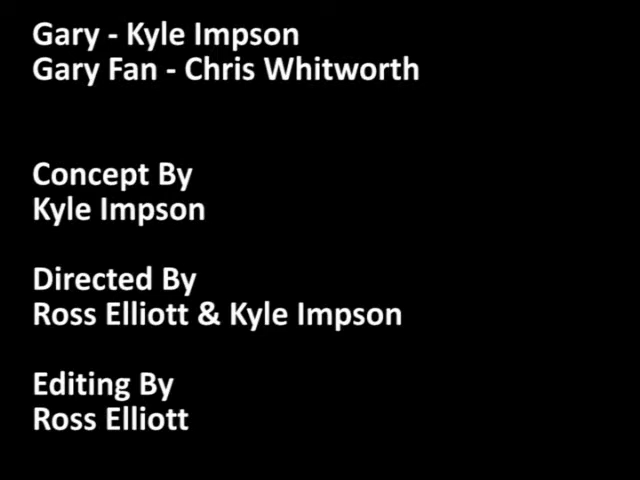 Gary - Kyle Impson
Gary Fan - Chris Whitworth
Concept By
Kyle Impson
Directed By
Ross Elliott & Kyle Impson
Editing By
Ross Elliott